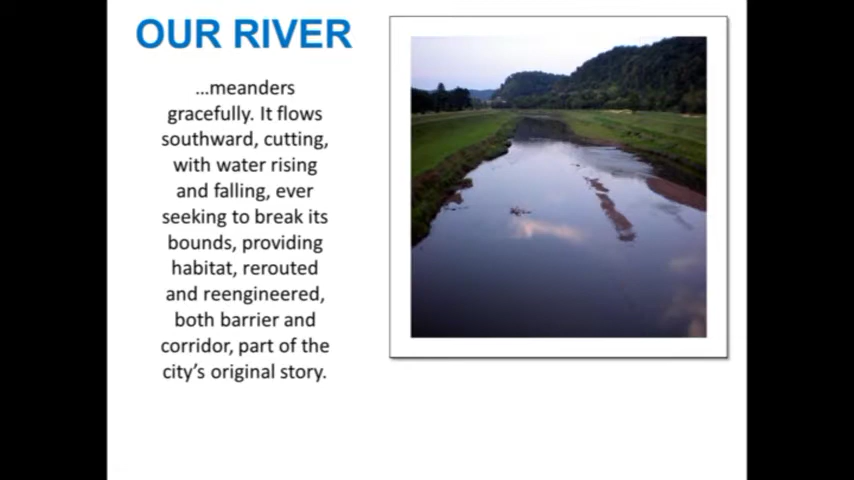 OUR RIVER
...meanders
gracefully. It flows
southward, cutting,
with water rising
and falling, ever
seeking to break its
bounds, providing
habitat, rerouted
and reengineered,
both barrier and
corridor, part of the
city’s original story.